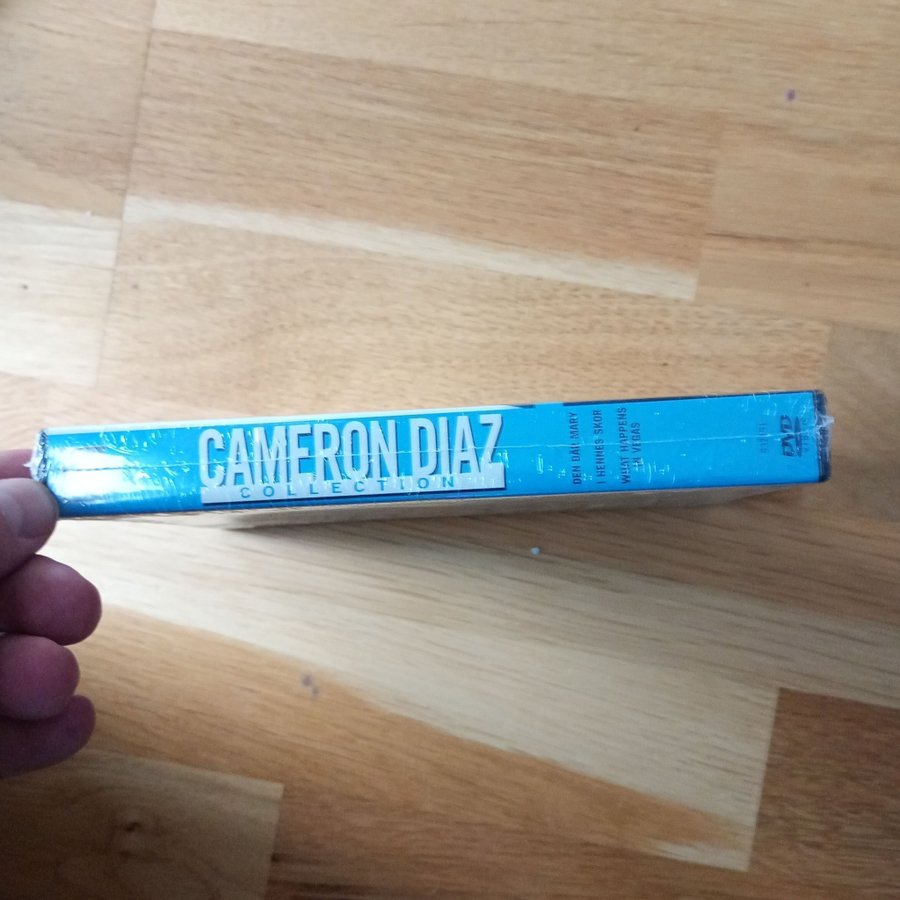 CAMERON DIAZ
COLLECTION
DEN DÄR MARY
I HENNES SKOR
WHAT HAPPENS
IN VEGAS
DVD